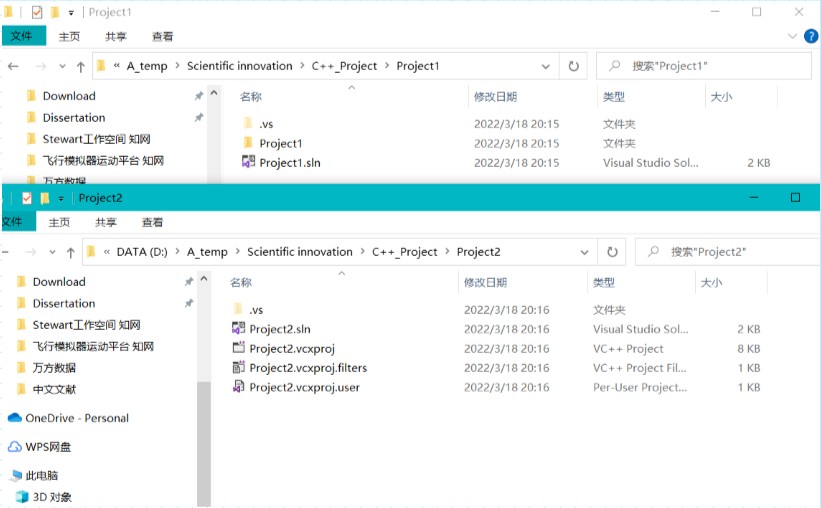 Project1
文件 主页 共享 查看
« A_temp > Scientific innovation > C++_Project > Project1 搜索"Project1"
名称 修改日期 类型 大小
Download
Dissertation
Stewart工作空间 知网
飞行模拟器运动平台 知网
万方数据
.vs 2022/3/18 20:15 文件夹
Project1 2022/3/18 20:15 文件夹
Project1.sln 2022/3/18 20:15 Visual Studio Sol... 2 KB
Project2
文件 主页 共享 查看
« DATA (D:) > A_temp > Scientific innovation > C++_Project > Project2 搜索"Project2"
名称 修改日期 类型 大小
Download
Dissertation
Stewart工作空间 知网
飞行模拟器运动平台 知网
万方数据
中文文献
OneDrive - Personal
WPS网盘
此电脑
3D 对象
.vs 2022/3/18 20:16 文件夹
Project2.sln 2022/3/18 20:16 Visual Studio Sol... 2 KB
Project2.vcxproj 2022/3/18 20:16 VC++ Project 8 KB
Project2.vcxproj.filters 2022/3/18 20:16 VC++ Project Fil... 1 KB
Project2.vcxproj.user 2022/3/18 20:16 Per-User Project... 1 KB